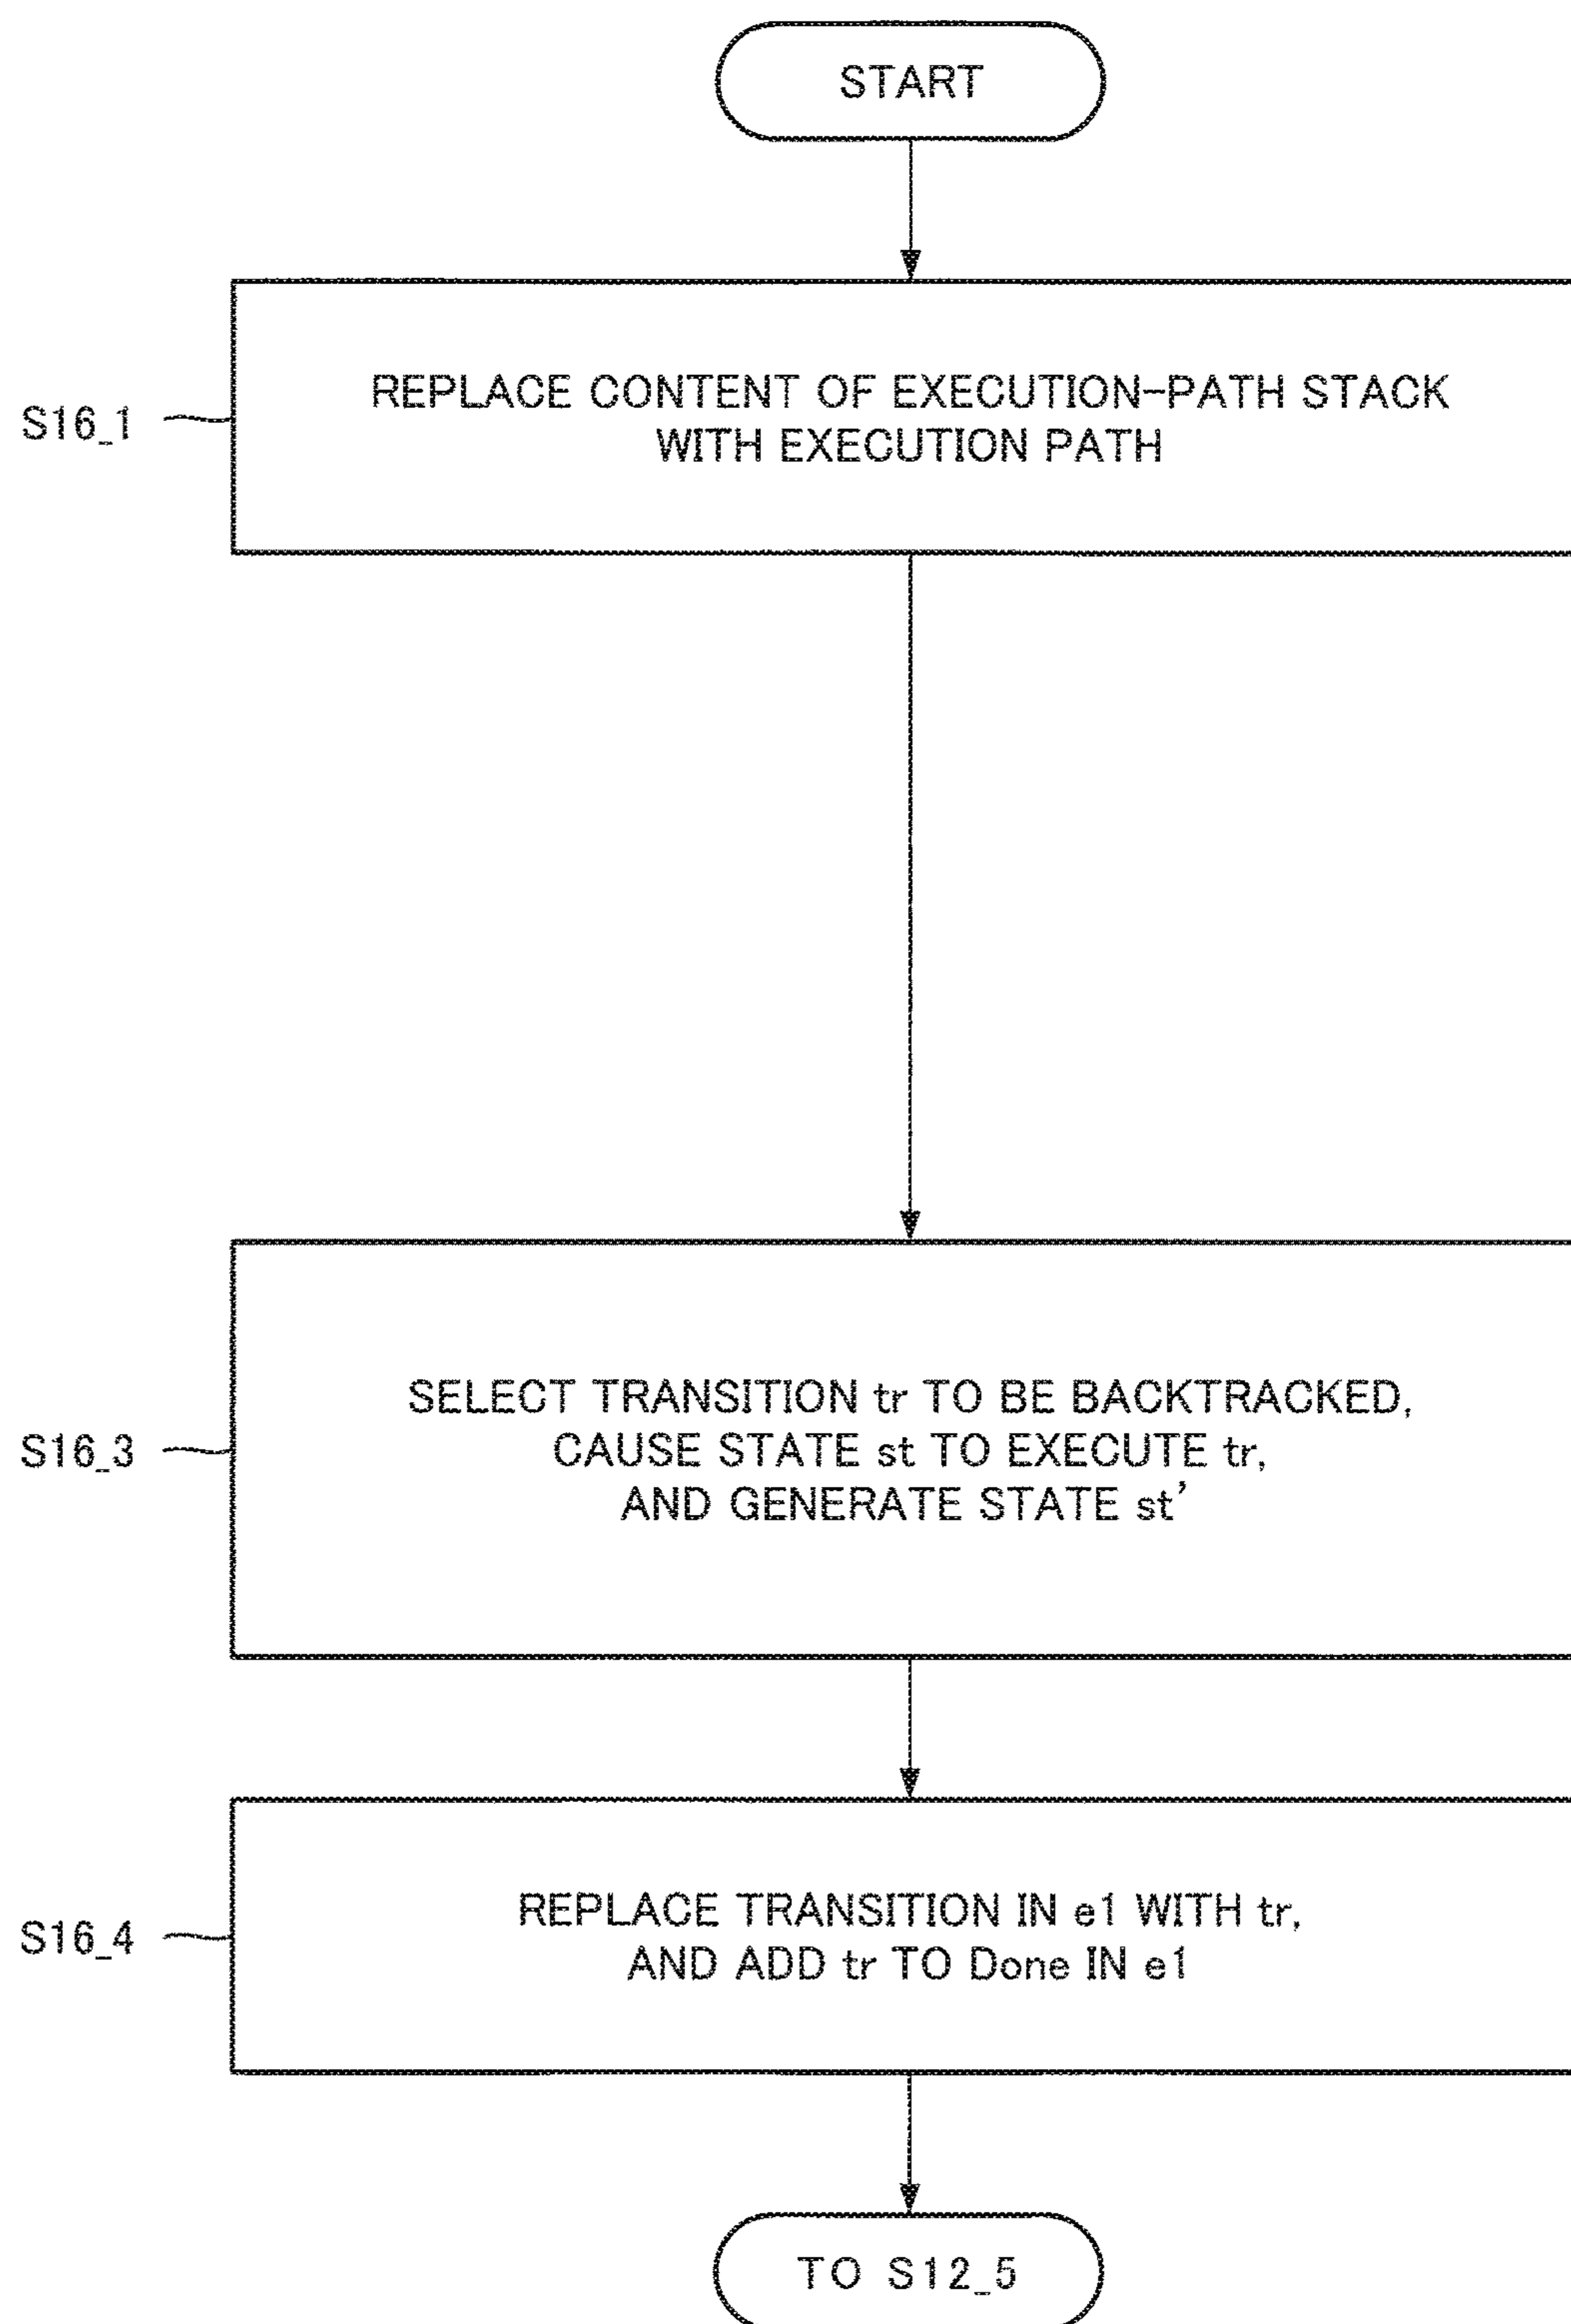 START
S16_1
REPLACE CONTENT OF EXECUTION-PATH STACK
WITH EXECUTION PATH
S16_3
SELECT TRANSITION tr TO BE BACKTRACKED,
CAUSE STATE st TO EXECUTE tr,
AND GENERATE STATE st’
S16_4
REPLACE TRANSITION IN e1 WITH tr,
AND ADD tr TO Done IN e1
TO S12_5